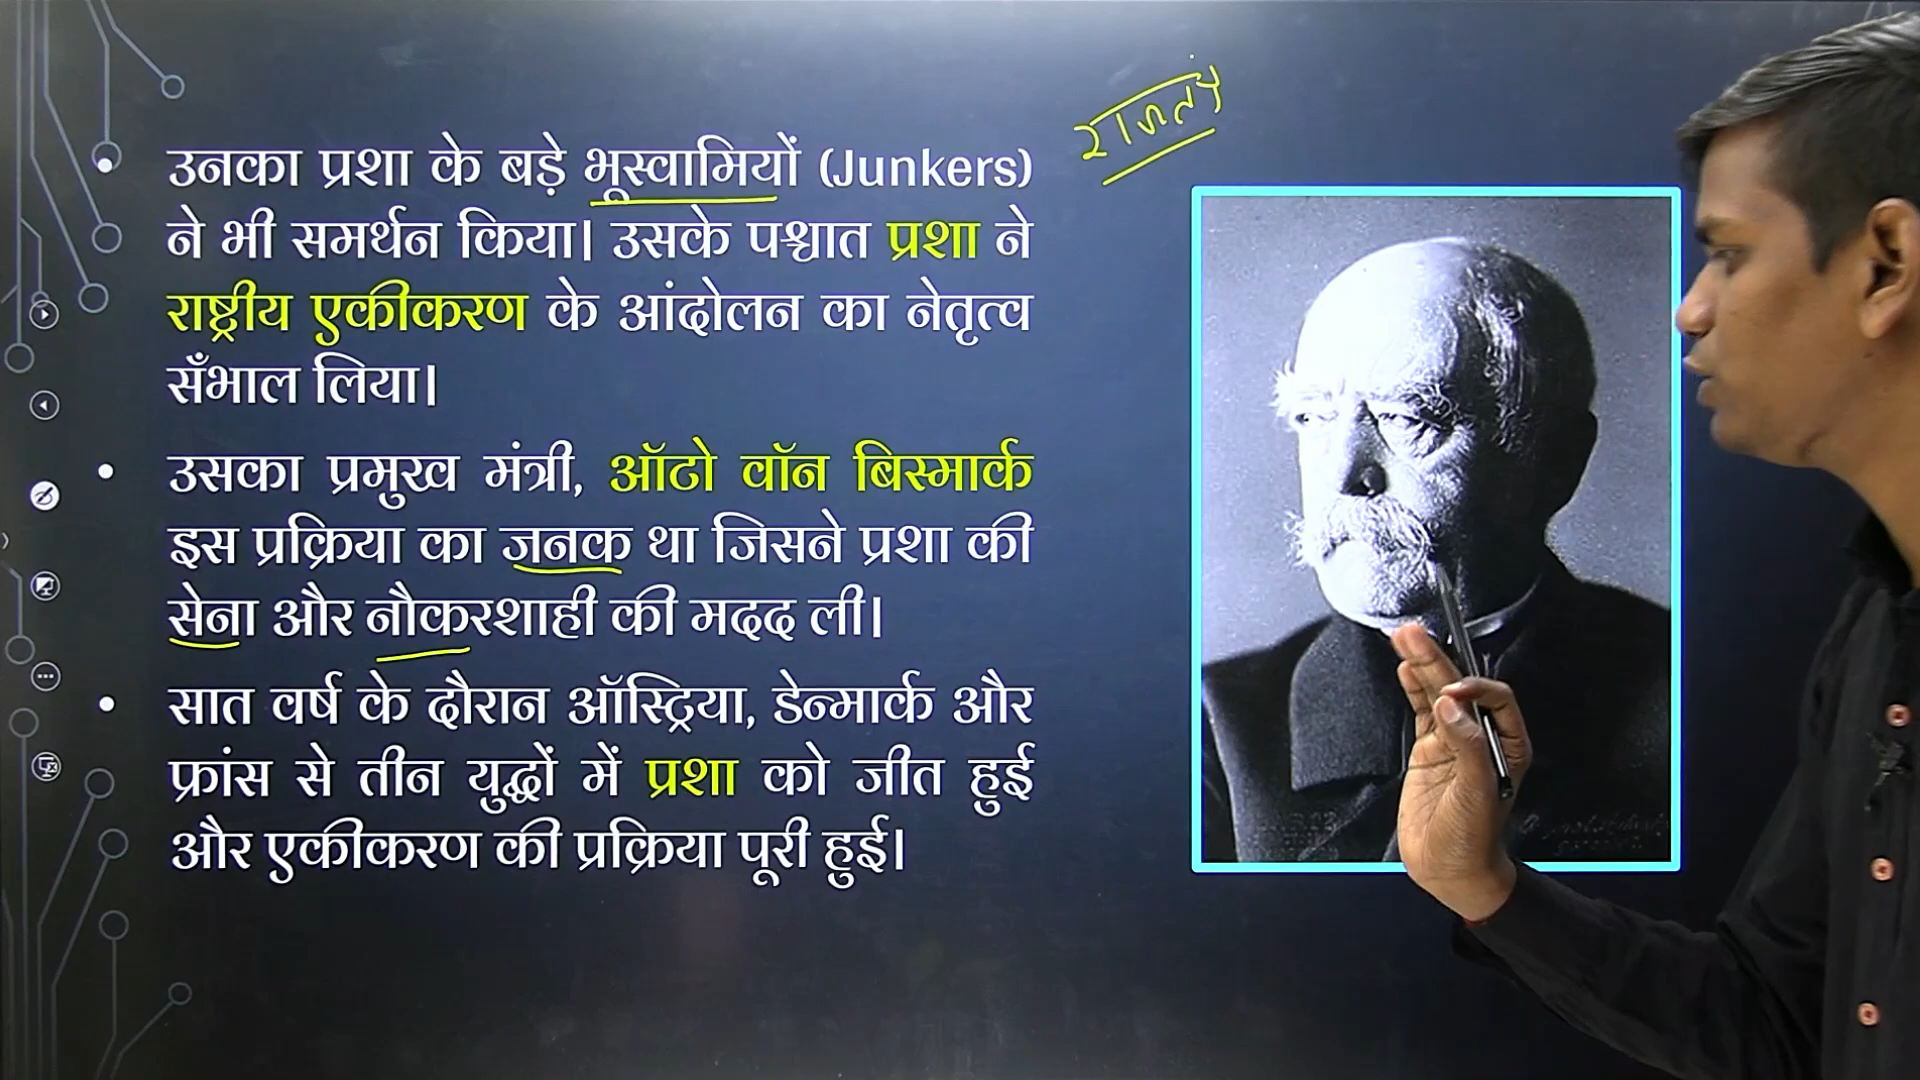 राजतंत्र
उनका प्रशा के बड़े भूस्वामियों (Junkers)
ने भी समर्थन किया। उसके पश्चात प्रशा ने
राष्ट्रीय एकीकरण के आंदोलन का नेतृत्व
सँभाल लिया।
उसका प्रमुख मंत्री, ऑटो वॉन बिस्मार्क
इस प्रक्रिया का जनक था जिसने प्रशा की
सेना और नौकरशाही की मदद ली।
सात वर्ष के दौरान ऑस्ट्रिया, डेन्मार्क और
फ्रांस से तीन युद्धों में प्रशा को जीत हुई
और एकीकरण की प्रक्रिया पूरी हुई।